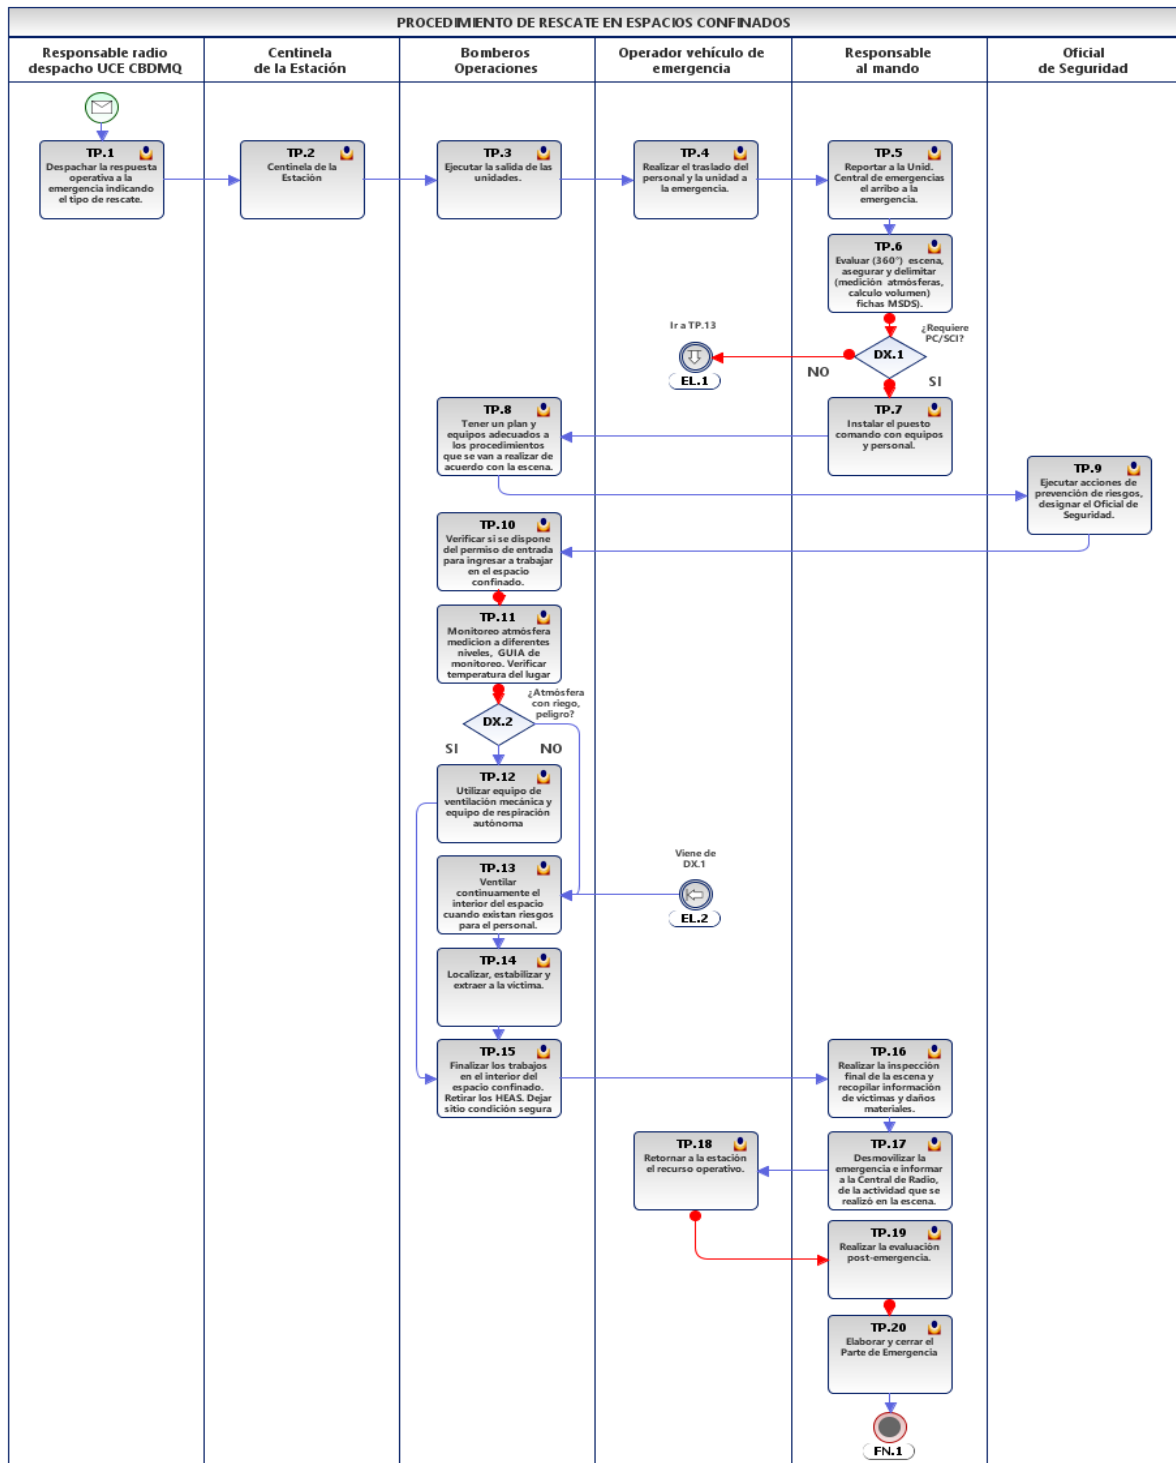 PROCEDIMIENTO DE RESCATE EN ESPACIOS CONFINADOS
Responsable radio
despacho UCE CBDMQ
Centinela
de la Estación
Bomberos
Operaciones
Operador vehículo de
emergencia
Responsable
al mando
Oficial
de Seguridad
TP.1
Despachar la respuesta
operativa a la
emergencia indicando
el tipo de rescate.
TP.2
Centinela de la
Estación
TP.3
Ejecutar la salida de las
unidades.
TP.4
Realizar el traslado del
personal y la unidad a
la emergencia.
TP.5
Reportar a la Unid.
Central de emergencias
el arribo a la
emergencia.
TP.6
Evaluar (360°) escena,
asegurar y delimitar
(medición atmósferas,
calculo volumen)
fichas MSDS).
Ir a TP.13
EL.1
¿Requiere
PC/SCI?
DX.1
NO
SI
TP.7
Instalar el puesto
comando con equipos
y personal.
TP.8
Tener un plan y
equipos adecuados a
los procedimientos
que se van a realizar de
acuerdo con la escena.
TP.9
Ejecutar acciones de
prevención de riesgos,
designar el Oficial de
Seguridad.
TP.10
Verificar si se dispone
del permiso de entrada
para ingresar a trabajar
en el espacio
confinado.
TP.11
Monitoreo atmósfera
medicion a diferentes
niveles, GUIA de
monitoreo. Verificar
temperatura del lugar
¿Atmósfera
con riego,
peligro?
DX.2
SI
NO
TP.12
Utilizar equipo de
ventilación mecánica y
equipo de respiración
autónoma
TP.13
Ventilar
continuamente el
interior del espacio
cuando existan riesgos
para el personal.
Viene de
DX.1
EL.2
TP.14
Localizar, estabilizar y
extraer a la víctima.
TP.15
Finalizar los trabajos
en el interior del
espacio confinado.
Retirar los HEAS. Dejar
sitio condición segura
TP.16
Realizar la inspección
final de la escena y
recopilar información
de víctimas y daños
materiales.
TP.17
Desmovilizar la
emergencia e informar
a la Central de Radio,
de la actividad que se
realizó en la escena.
TP.18
Retornar a la estación
el recurso operativo.
TP.19
Realizar la evaluación
post-emergencia.
TP.20
Elaborar y cerrar el
Parte de Emergencia
FN.1